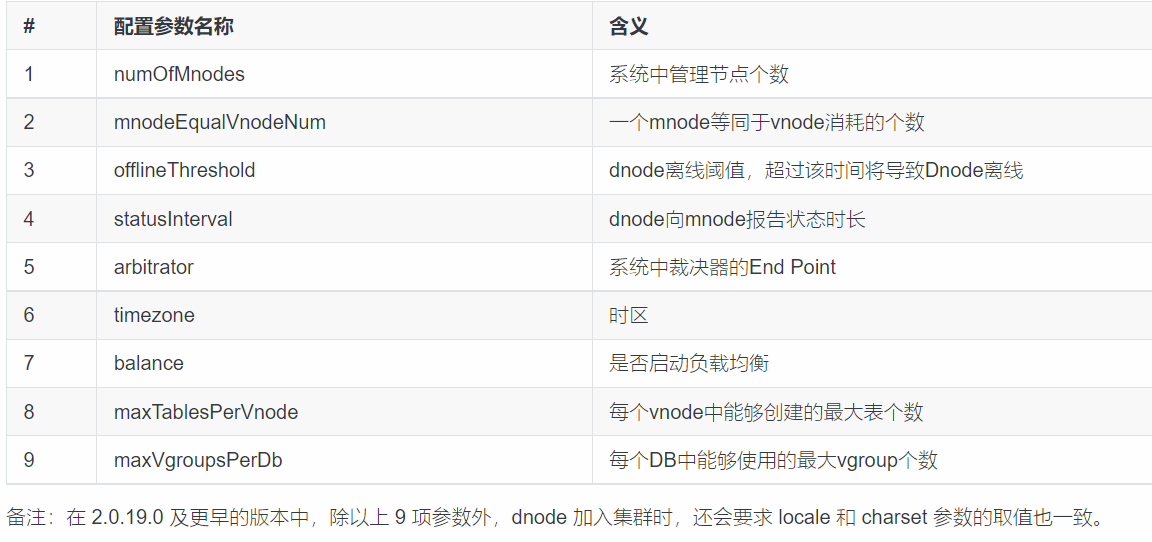 # 配置参数名称 含义
1 numOfMnodes 系统中管理节点个数
2 mnodeEqualVnodeNum 一个mnode等同于vnode消耗的个数
3 offlineThreshold dnode离线阈值，超过该时间将导致Dnode离线
4 statusInterval dnode向mnode报告状态时长
5 arbitrator 系统中裁决器的End Point
6 timezone 时区
7 balance 是否启动负载均衡
8 maxTablesPerVnode 每个vnode中能够创建的最大表个数
9 maxVgroupsPerDb 每个DB中能够使用的最大vgroup个数
备注：在 2.0.19.0 及更早的版本中，除以上 9 项参数外，dnode 加入集群时，还会要求 locale 和 charset 参数的取值也一致。